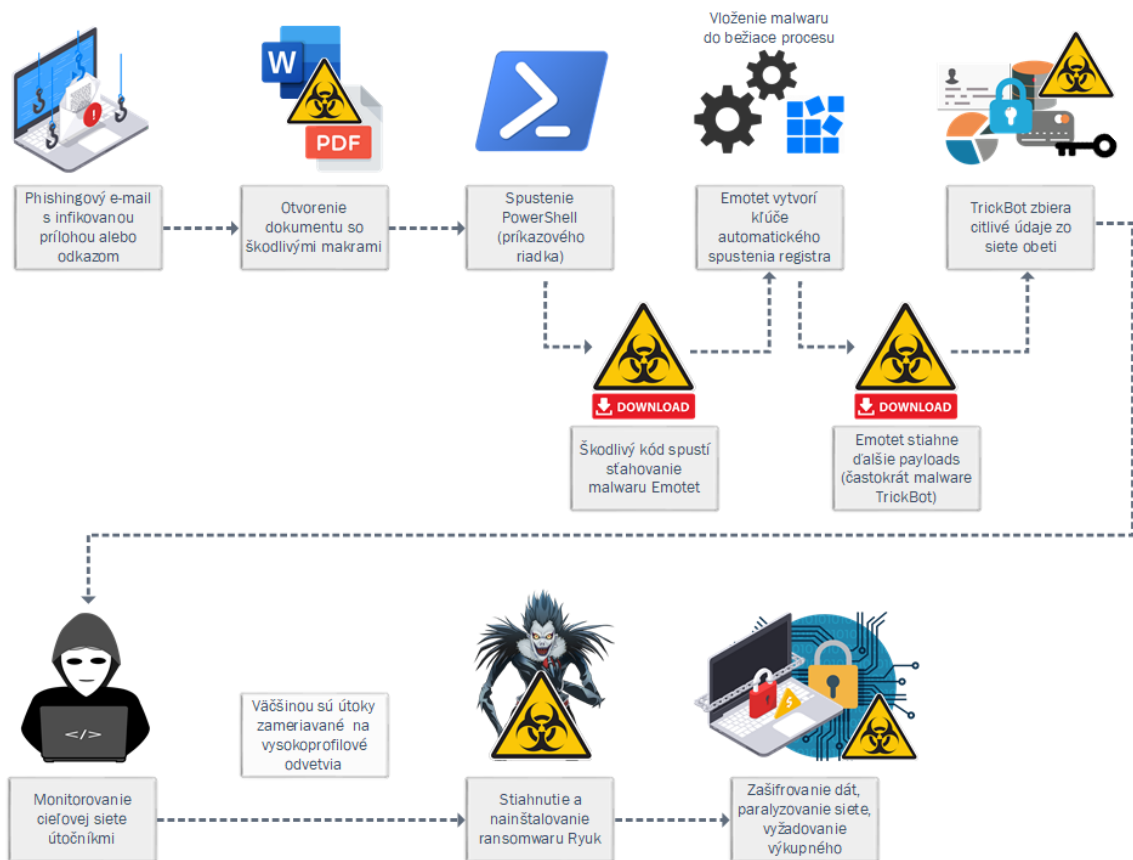 Vloženie malwaru
do bežiace procesu
W
PDF
!
Phishingový e-mail
s infikovanou
prílohou alebo
odkazom
Otvorenie
dokumentu so
škodlivými makrami
Spustenie
PowerShell
(príkazového
riadka)
Emotet vytvorí
kľúče
automatického
spustenia registra
TrickBot zbiera
citlivé údaje zo
siete obeti
DOWNLOAD
Škodlivý kód spustí
sťahovanie
malwaru Emotet
DOWNLOAD
Emotet stiahne
ďalšie payloads
(častokrát malware
TrickBot)
</>
Monitorovanie
cieľovej siete
útočníkmi
Väčšinou sú útoky
zameriavané na
vysokoprofilové
odvetvia
Stiahnutie a
nainštalovanie
ransomwaru Ryuk
Zašifrovanie dát,
paralyzovanie siete,
vyžadovanie
výkupného